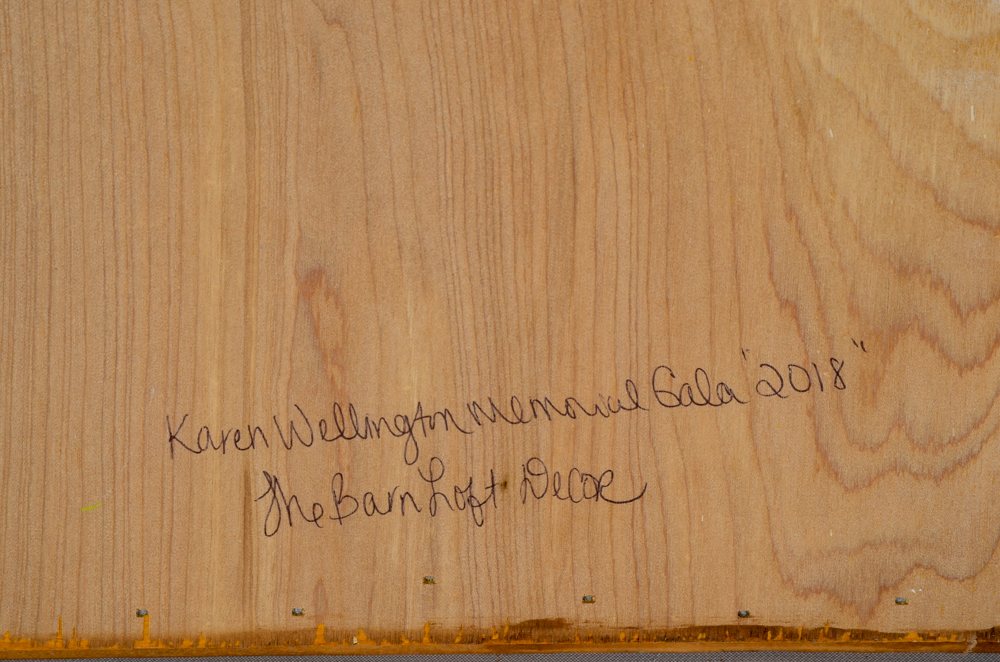 Karen Wellington Memorial Gala "2018"
The Barn Loft Decor